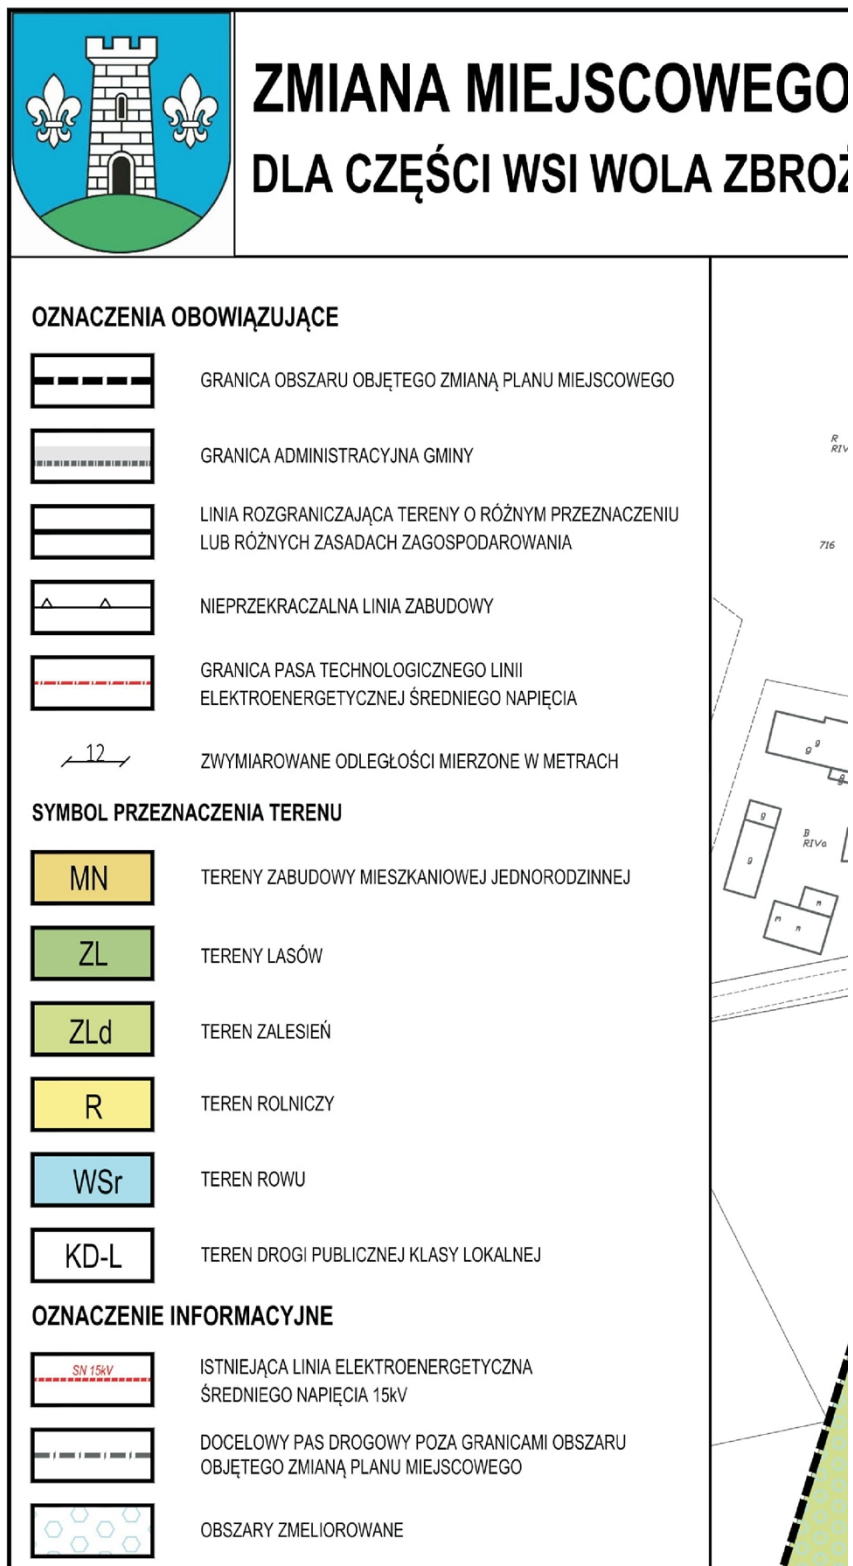 ZMIANA MIEJSCOWEGO
DLA CZĘŚCI WSI WOLA ZBROŻ
OZNACZENIA OBOWIĄZUJĄCE
GRANICA OBSZARU OBJĘTEGO ZMIANĄ PLANU MIEJSCOWEGO
GRANICA ADMINISTRACYJNA GMINY
LINIA ROZGRANICZAJĄCA TERENY O RÓŻNYM PRZEZNACZENIU
LUB RÓŻNYCH ZASADACH ZAGOSPODAROWANIA
NIEPRZEKRACZALNA LINIA ZABUDOWY
GRANICA PASA TECHNOLOGICZNEGO LINII
ELEKTROENERGETYCZNEJ ŚREDNIEGO NAPIĘCIA
12 ZWYMIAROWANE ODLEGŁOŚCI MIERZONE W METRACH
SYMBOL PRZEZNACZENIA TERENU
MN TERENY ZABUDOWY MIESZKANIOWEJ JEDNORODZINNEJ
ZL TERENY LASÓW
ZLd TEREN ZALESIEŃ
R TEREN ROLNICZY
WSr TEREN ROWU
KD-L TEREN DROGI PUBLICZNEJ KLASY LOKALNEJ
OZNACZENIE INFORMACYJNE
SN 15kV ISTNIEJĄCA LINIA ELEKTROENERGETYCZNA
ŚREDNIEGO NAPIĘCIA 15kV
DOCELOWY PAS DROGOWY POZA GRANICAMI OBSZARU
OBJĘTEGO ZMIANĄ PLANU MIEJSCOWEGO
OBSZARY ZMELIOROWANE
R
RIV
716
g g
g
g
g
B
RIVa
m
m m